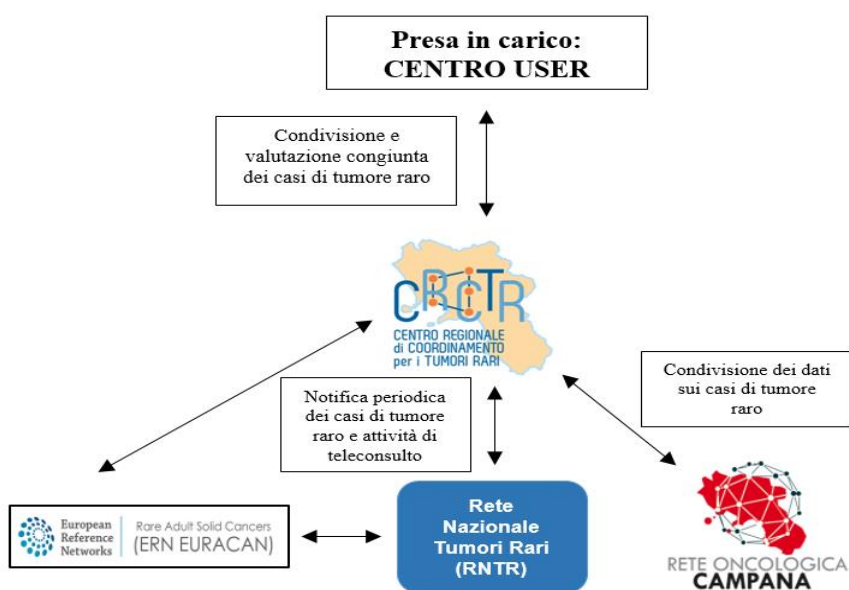 Presa in carico:
CENTRO USER
Condivisione e
valutazione congiunta
dei casi di tumore raro
CRCTR
CENTRO REGIONALE
di COORDINAMENTO
per i TUMORI RARI
Condivisione dei dati
sui casi di tumore
raro
Notifica periodica
dei casi di tumore
raro e attività di
teleconsulto
European
Reference
Networks
Rare Adult Solid Cancers
(ERN EURACAN)
Rete
Nazionale
Tumori Rari
(RNTR)
RETE ONCOLOGICA
CAMPANA